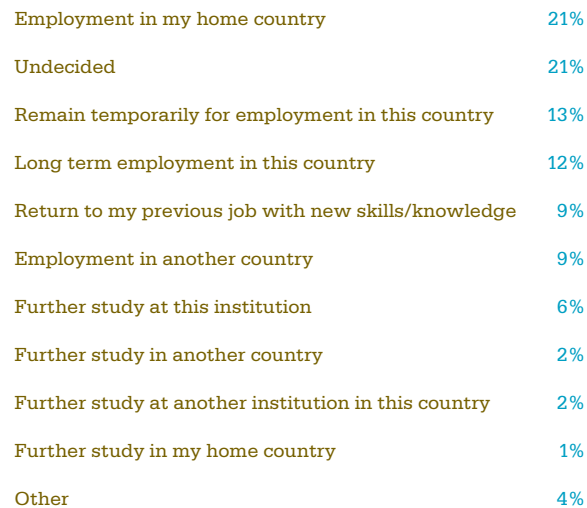 Employment in my home country 21%
Undecided 21%
Remain temporarily for employment in this country 13%
Long term employment in this country 12%
Return to my previous job with new skills/knowledge 9%
Employment in another country 9%
Further study at this institution 6%
Further study in another country 2%
Further study at another institution in this country 2%
Further study in my home country 1%
Other 4%